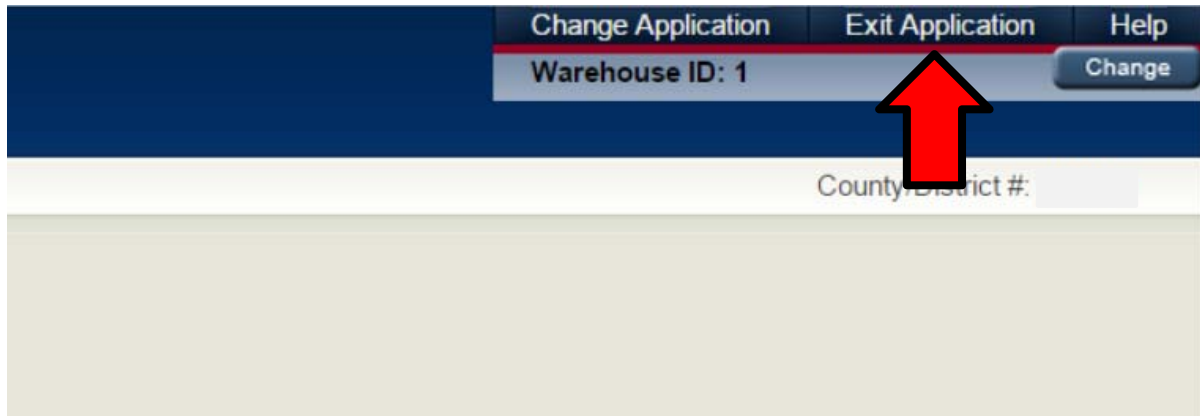 Change Application Exit Application Help
Warehouse ID: 1 Change
County/District #: